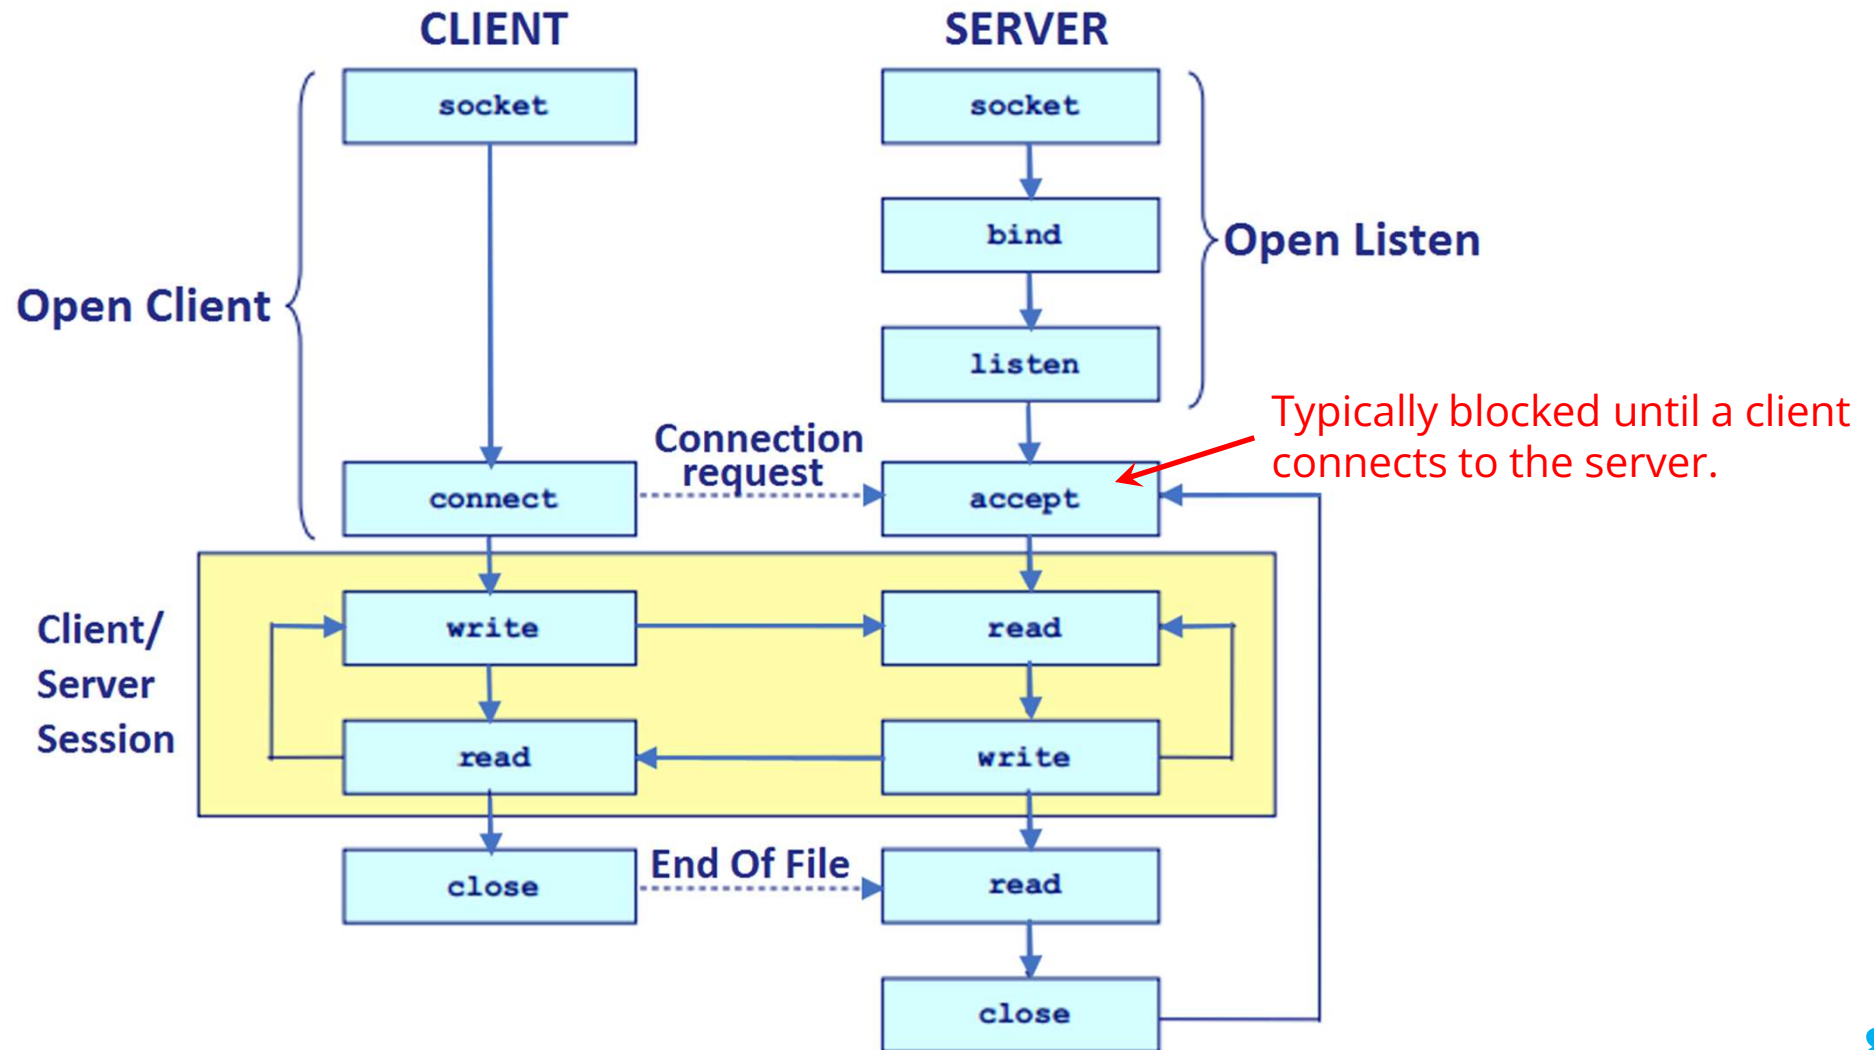 CLIENT
SERVER
socket
socket
bind
Open Listen
Open Client
listen
Typically blocked until a client
connects to the server.
Connection
request
connect
accept
Client/
Server
Session
write
read
read
write
End Of File
close
read
close